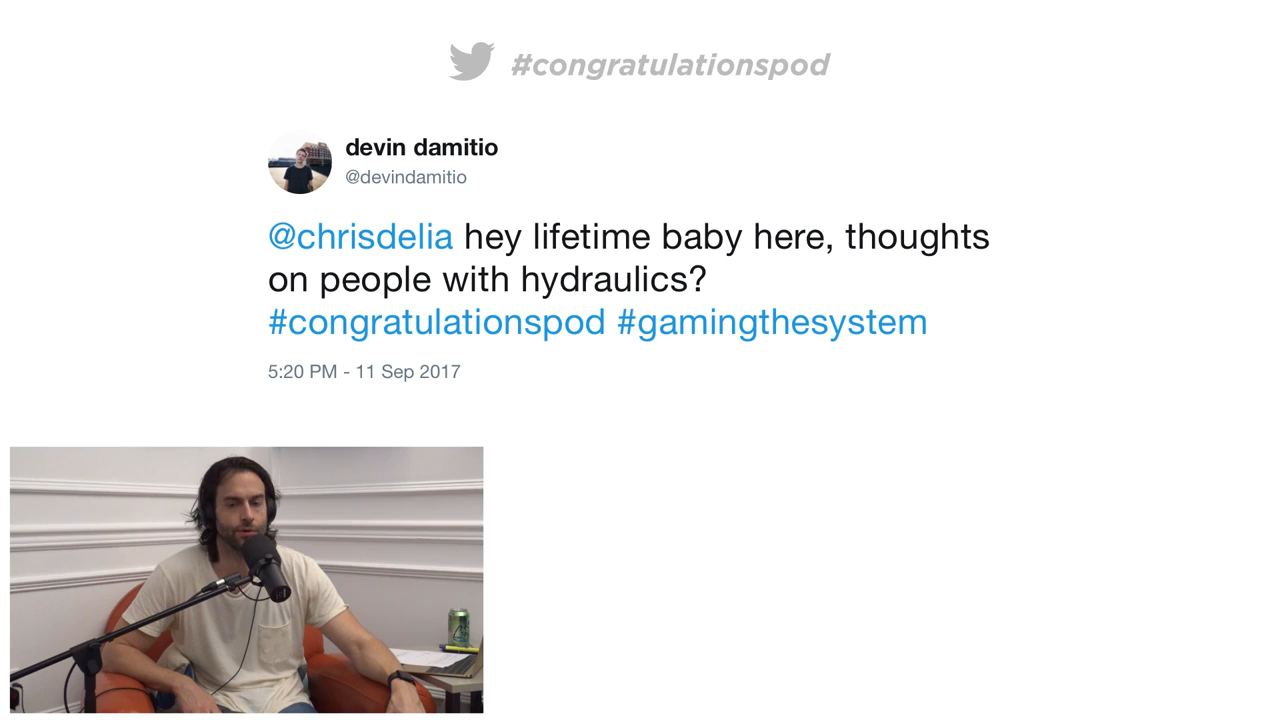 #congratulationspod
devin damitio
@devindamitio
@chrisdelia hey lifetime baby here, thoughts
on people with hydraulics?
#congratulationspod #gamingthesystem
5:20 PM - 11 Sep 2017